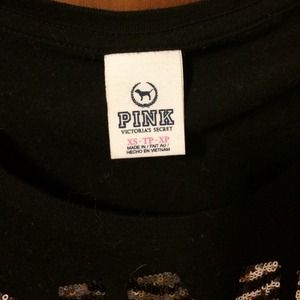 PINK
VICTORIA'S SECRET
XS · TP · XP
MADE IN / FAIT AU /
HECHO EN VIETNAM